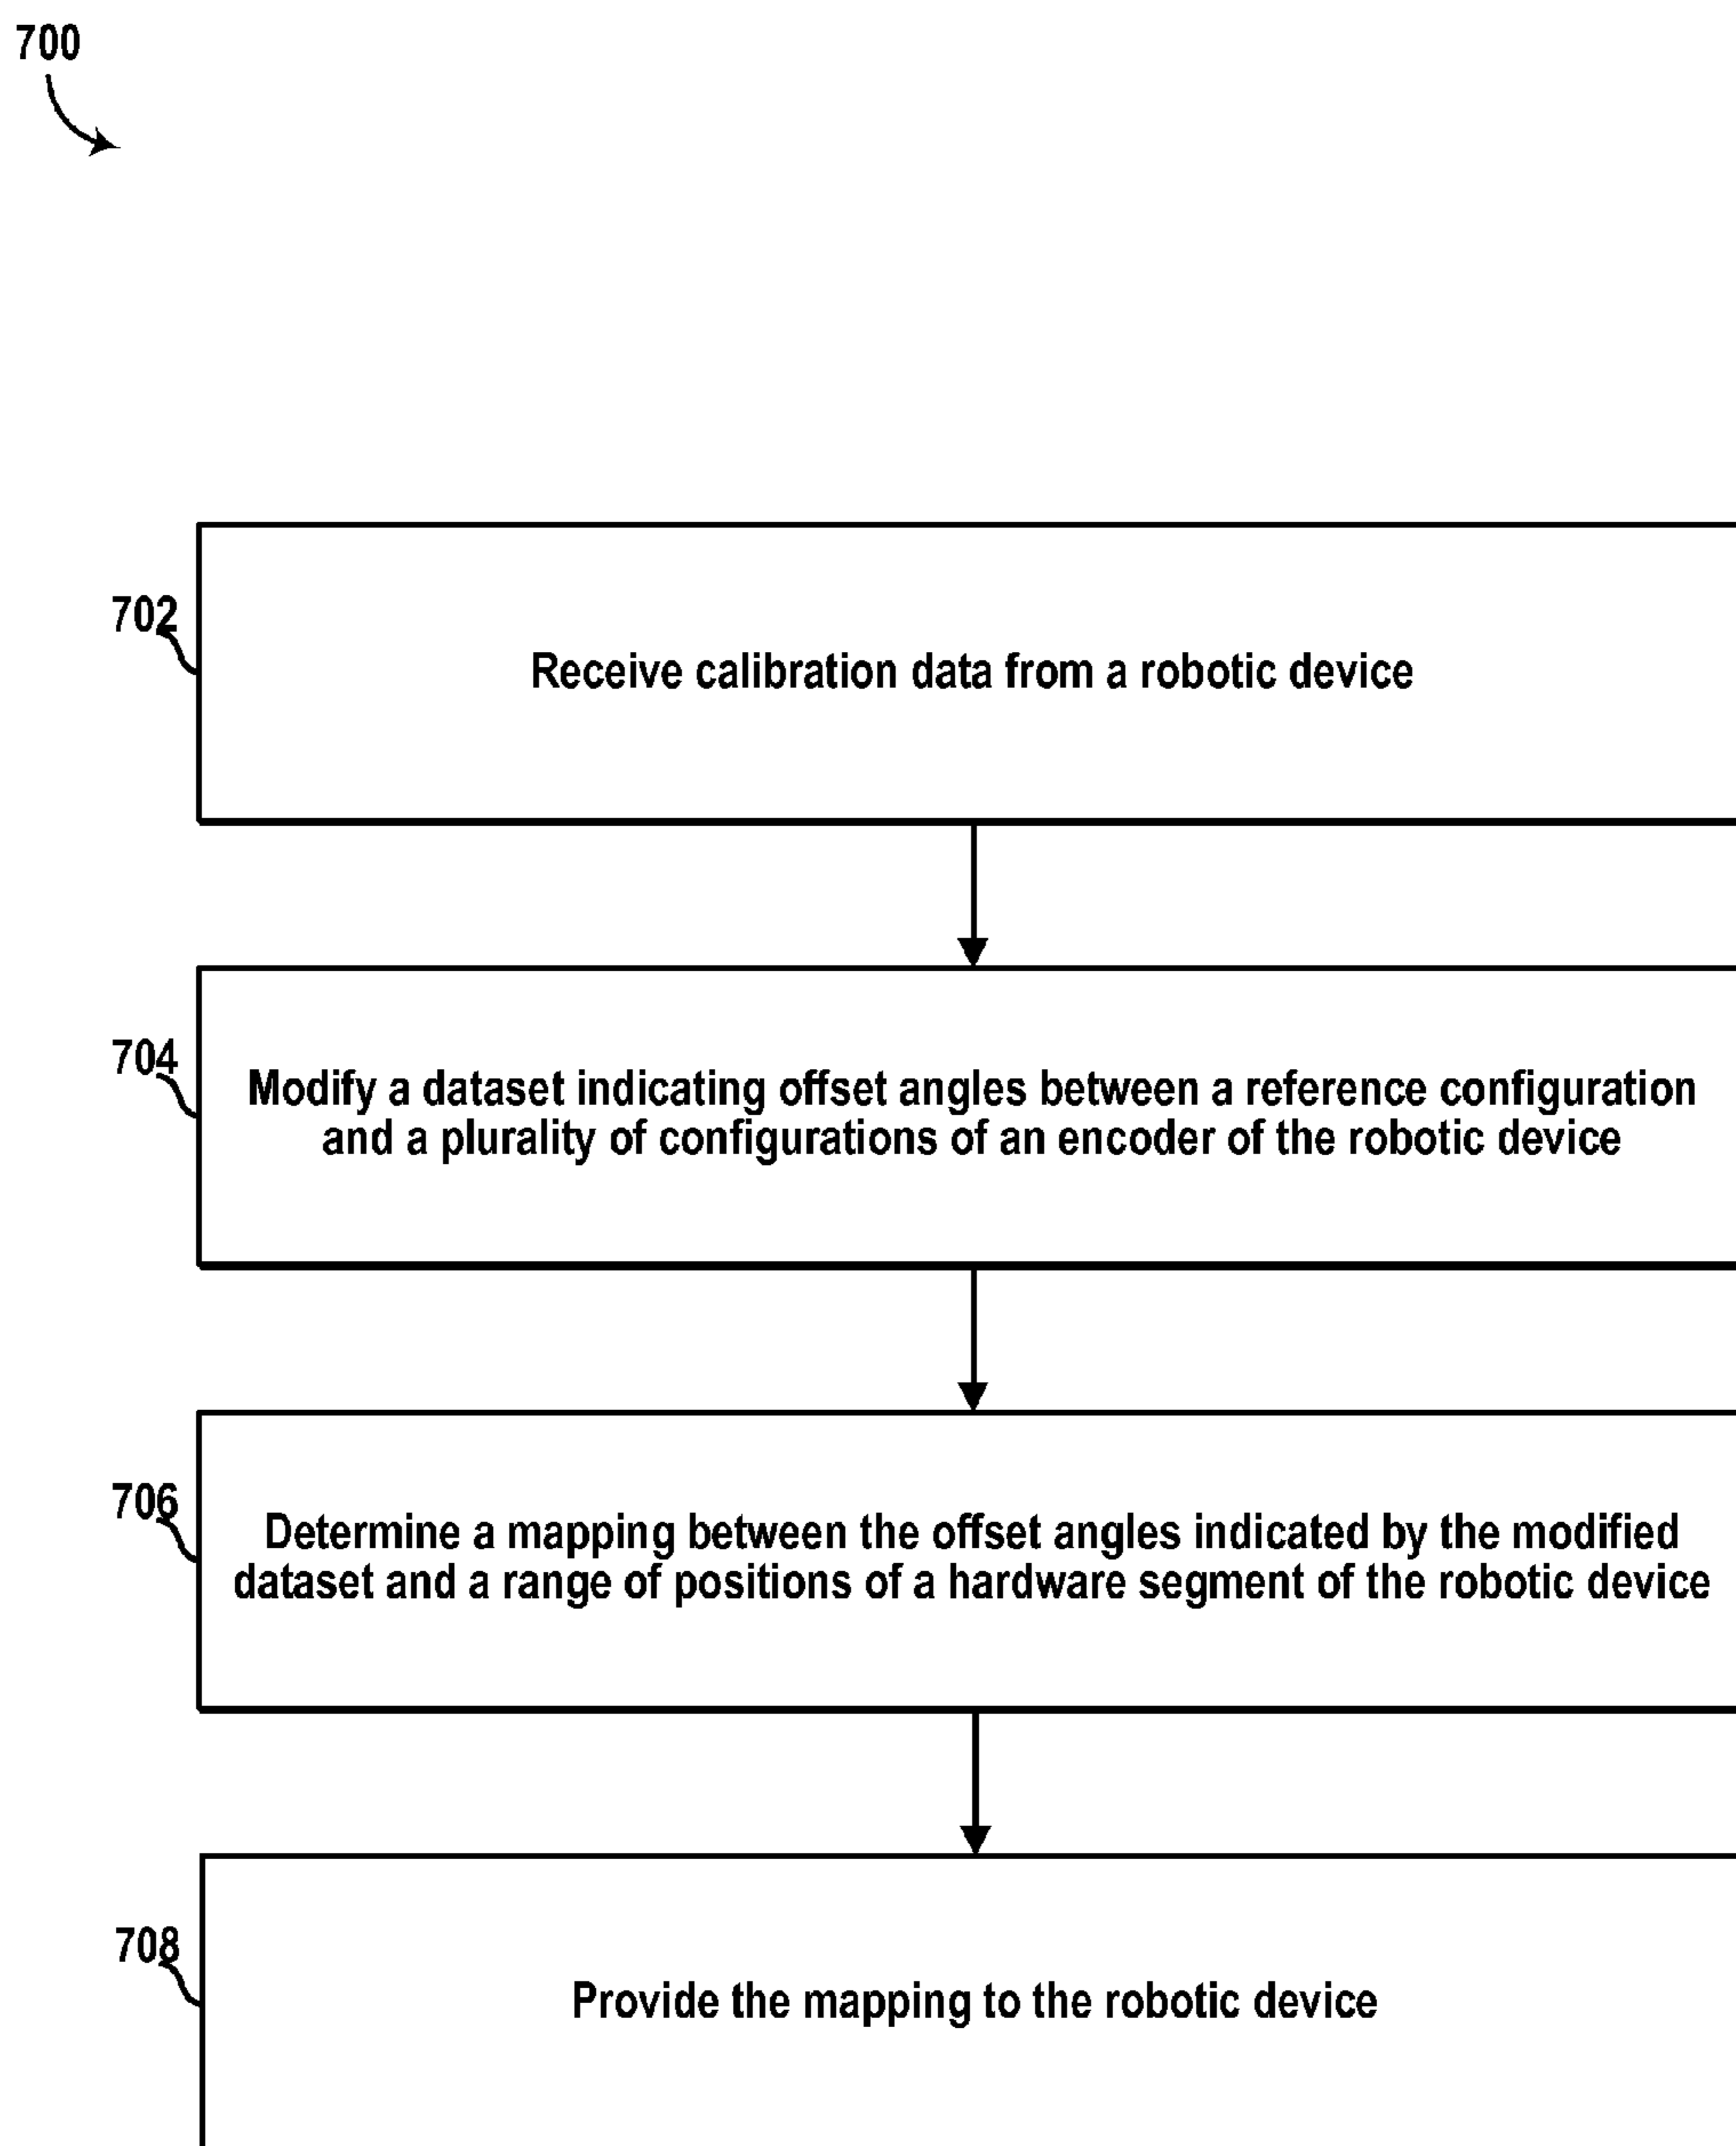 700
702
Receive calibration data from a robotic device
704
Modify a dataset indicating offset angles between a reference configuration
and a plurality of configurations of an encoder of the robotic device
706
Determine a mapping between the offset angles indicated by the modified
dataset and a range of positions of a hardware segment of the robotic device
708
Provide the mapping to the robotic device